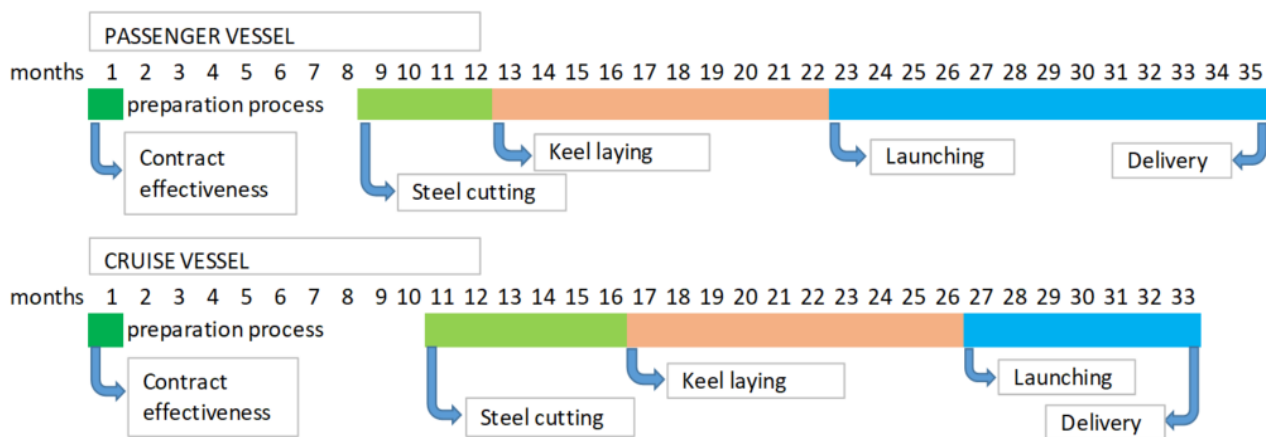 PASSENGER VESSEL
months 1 2 3 4 5 6 7 8 9 10 11 12 13 14 15 16 17 18 19 20 21 22 23 24 25 26 27 28 29 30 31 32 33 34 35
preparation process
Contract
effectiveness
Keel laying
Launching
Delivery
Steel cutting
CRUISE VESSEL
months 1 2 3 4 5 6 7 8 9 10 11 12 13 14 15 16 17 18 19 20 21 22 23 24 25 26 27 28 29 30 31 32 33
preparation process
Contract
effectiveness
Keel laying
Launching
Steel cutting
Delivery